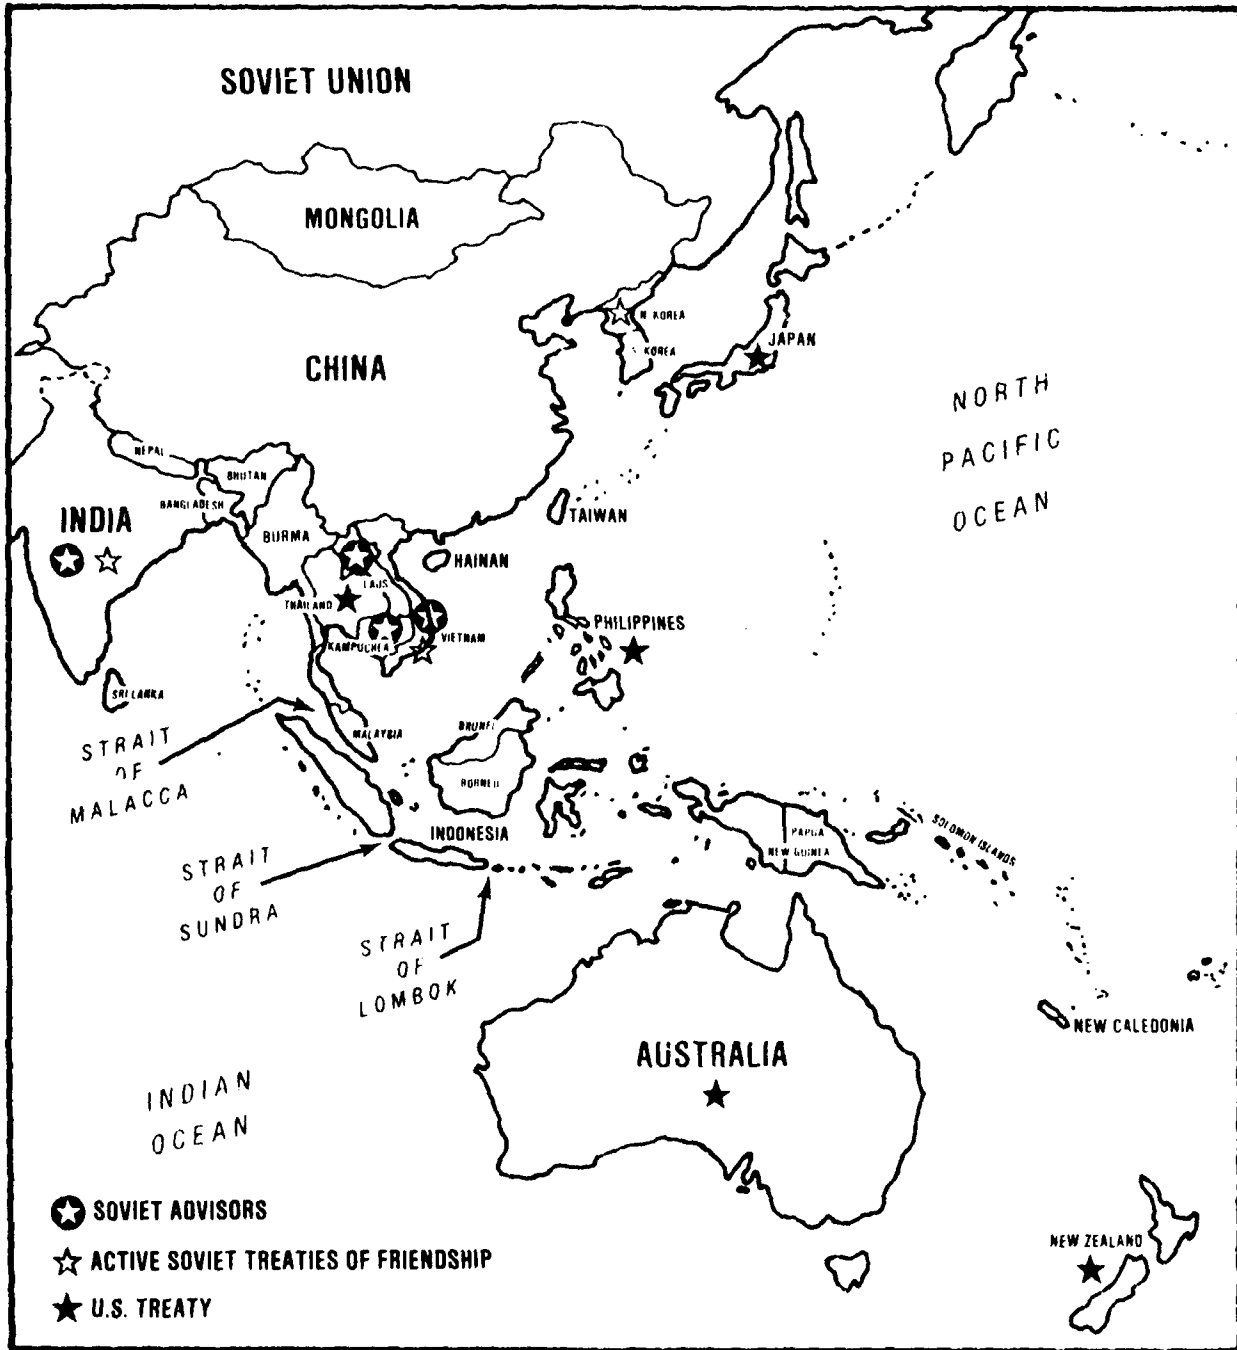 SOVIET UNION
MONGOLIA
CHINA
N. KOREA
KOREA
JAPAN
NORTH
PACIFIC
OCEAN
NEPAL
BHUTAN
BANGLADESH
INDIA
BURMA
TAIWAN
HAINAN
LAOS
THAILAND
VIETNAM
KAMPUCHEA
PHILIPPINES
SRI LANKA
STRAIT
OF
MALACCA
MALAYSIA
BRUNEI
BORNEO
INDONESIA
PAPUA
NEW GUINEA
SOLOMON ISLANDS
STRAIT
OF
SUNDRA
STRAIT
OF
LOMBOK
NEW CALEDONIA
AUSTRALIA
INDIAN
OCEAN
NEW ZEALAND
SOVIET ADVISORS
ACTIVE SOVIET TREATIES OF FRIENDSHIP
U.S. TREATY